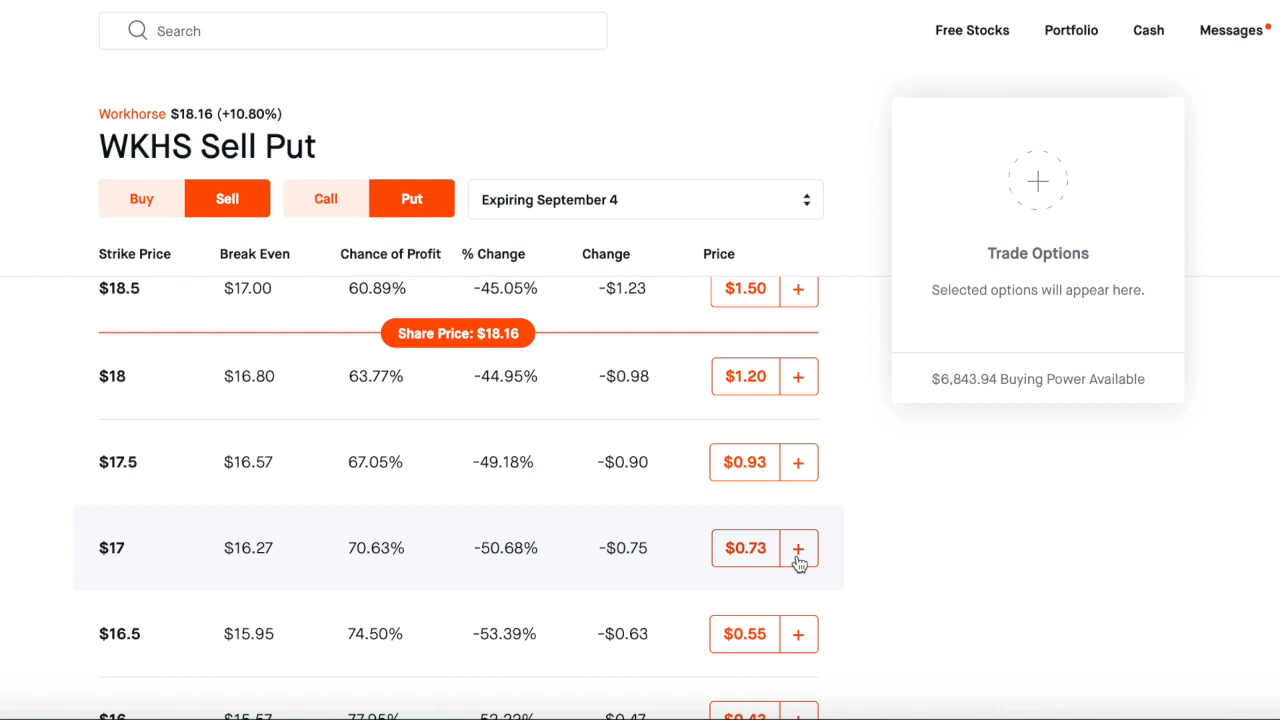 Search
Free Stocks Portfolio Cash Messages
Workhorse $18.16 (+10.80%)
WKHS Sell Put
Buy Sell Call Put Expiring September 4
Strike Price Break Even Chance of Profit % Change Change Price
$18.5 $17.00 60.89% -45.05% -$1.23 $1.50 +
Share Price: $18.16
$18 $16.80 63.77% -44.95% -$0.98 $1.20 +
$17.5 $16.57 67.05% -49.18% -$0.90 $0.93 +
$17 $16.27 70.63% -50.68% -$0.75 $0.73 +
$16.5 $15.95 74.50% -53.39% -$0.63 $0.55 +
$16 $15.57 77.95%
Trade Options
Selected options will appear here.
$6,843.94 Buying Power Available